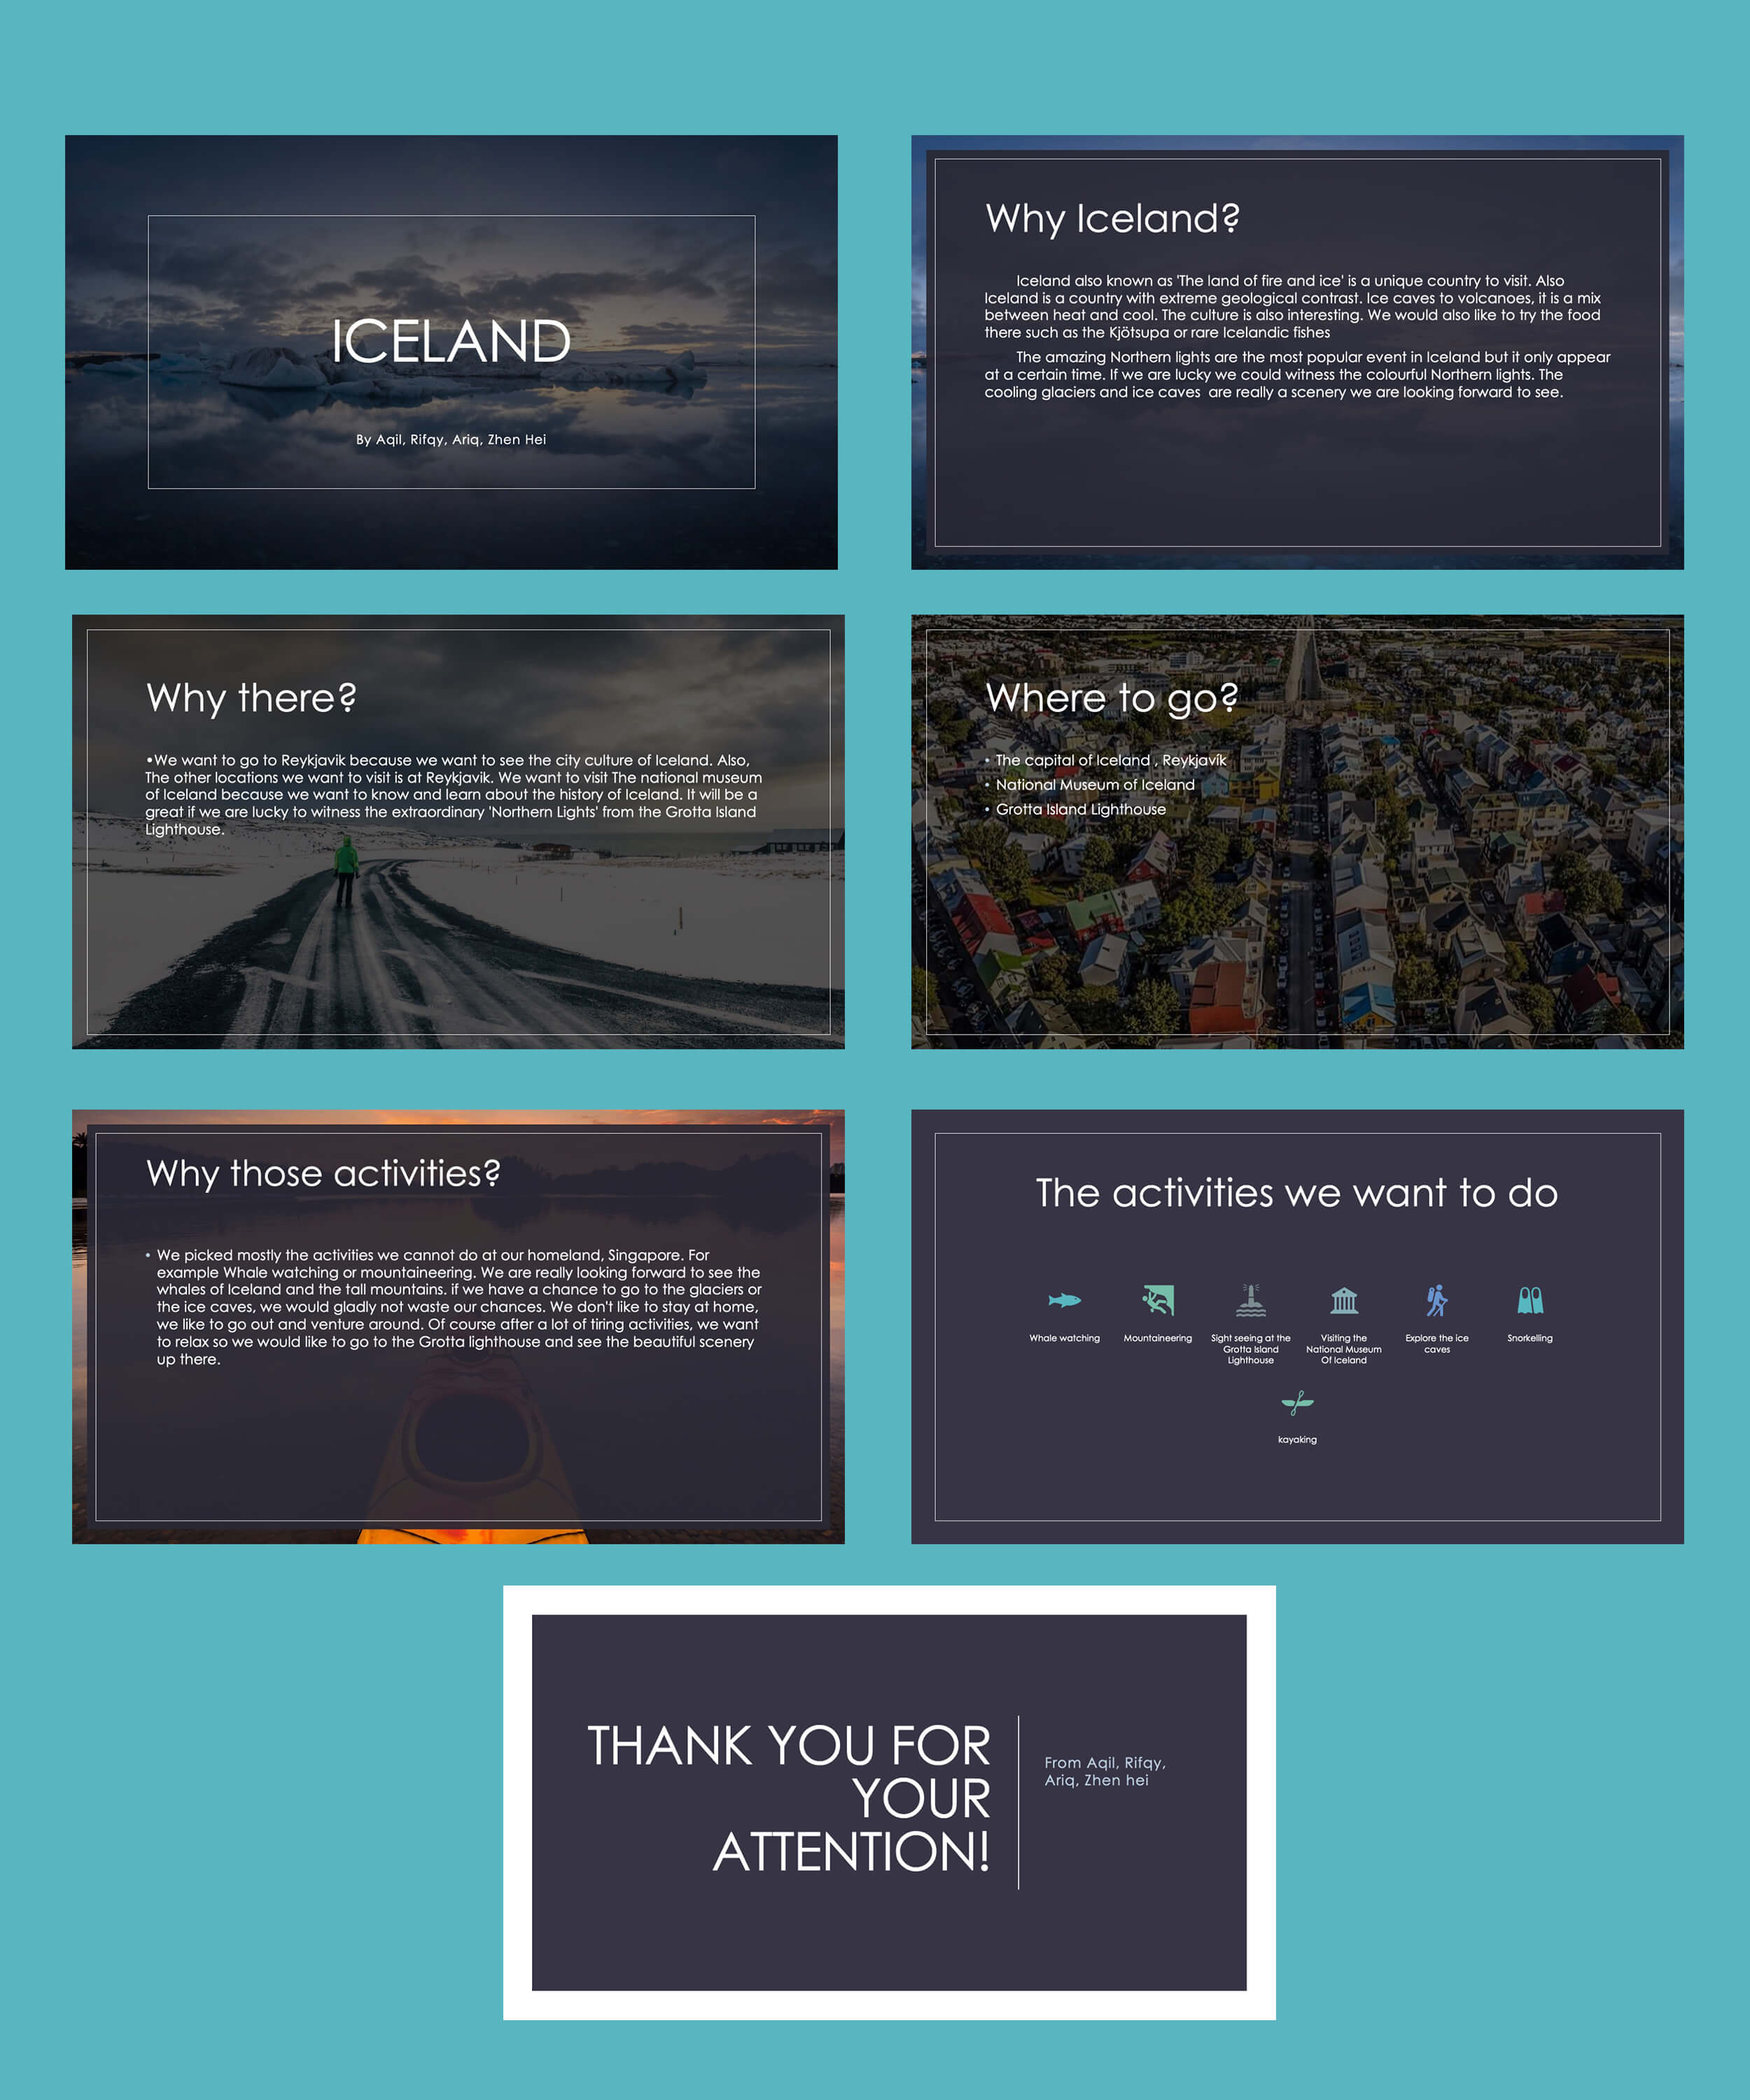 ICELAND
By Aqil, Rifqy, Ariq, Zhen Hei
Why Iceland?
Iceland also known as 'The land of fire and ice' is a unique country to visit. Also
Iceland is a country with extreme geological contrast. Ice caves to volcanoes, it is a mix
between heat and cool. The culture is also interesting. We would also like to try the food
there such as the Kjötsupa or rare Icelandic fishes
The amazing Northern lights are the most popular event in Iceland but it only appear
at a certain time. If we are lucky we could witness the colourful Northern lights. The
cooling glaciers and ice caves are really a scenery we are looking forward to see.
Why there?
•We want to go to Reykjavik because we want to see the city culture of Iceland. Also,
The other locations we want to visit is at Reykjavik. We want to visit The national museum
of Iceland because we want to know and learn about the history of Iceland. It will be a
great if we are lucky to witness the extraordinary 'Northern Lights' from the Grotta Island
Lighthouse.
Where to go?
• The capital of Iceland , Reykjavík
• National Museum of Iceland
• Grotta Island Lighthouse
Why those activities?
• We picked mostly the activities we cannot do at our homeland, Singapore. For
example Whale watching or mountaineering. We are really looking forward to see the
whales of Iceland and the tall mountains. if we have a chance to go to the glaciers or
the ice caves, we would gladly not waste our chances. We don't like to stay at home,
we like to go out and venture around. Of course after a lot of tiring activities, we want
to relax so we would like to go to the Grotta lighthouse and see the beautiful scenery
up there.
The activities we want to do
Whale watching
Mountaineering
Sight seeing at the
Grotta Island
Lighthouse
Visiting the
National Museum
Of Iceland
Explore the ice
caves
Snorkelling
kayaking
THANK YOU FOR
YOUR
ATTENTION!
From Aqil, Rifqy,
Ariq, Zhen hei